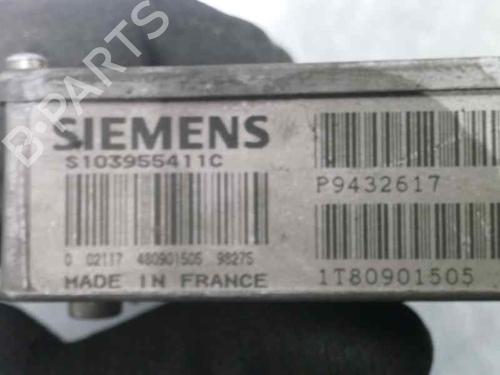 SIEMENS
S103955411C
0 02117 480901505 98275
MADE IN FRANCE
P9432617
1T80901505
B-PARTS